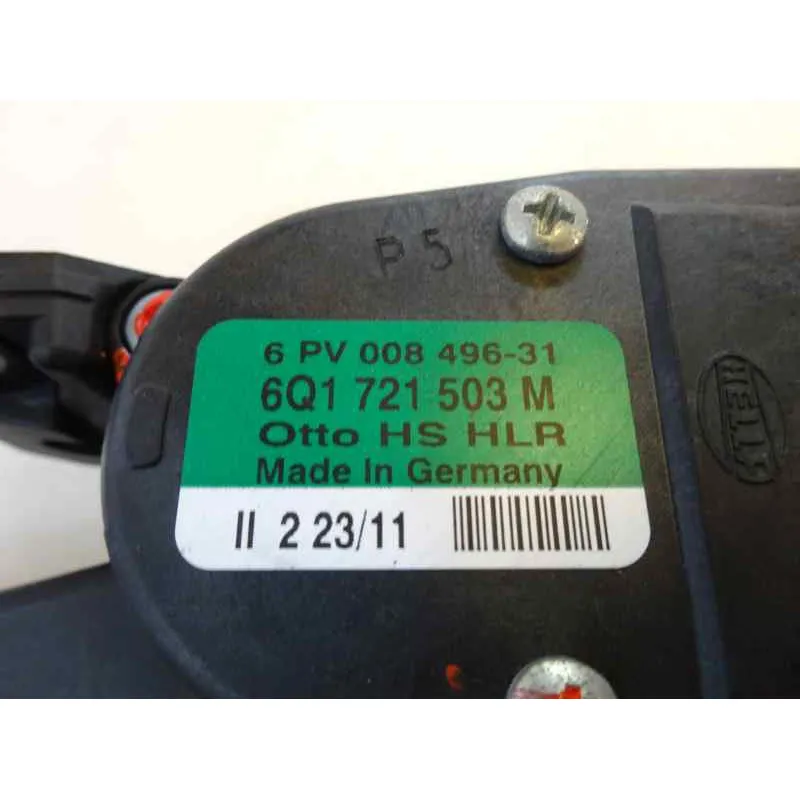 P5
6 PV 008 496-31
6Q1 721 503 M
Otto HS HLR
Made In Germany
II 2 23/11
HELLA